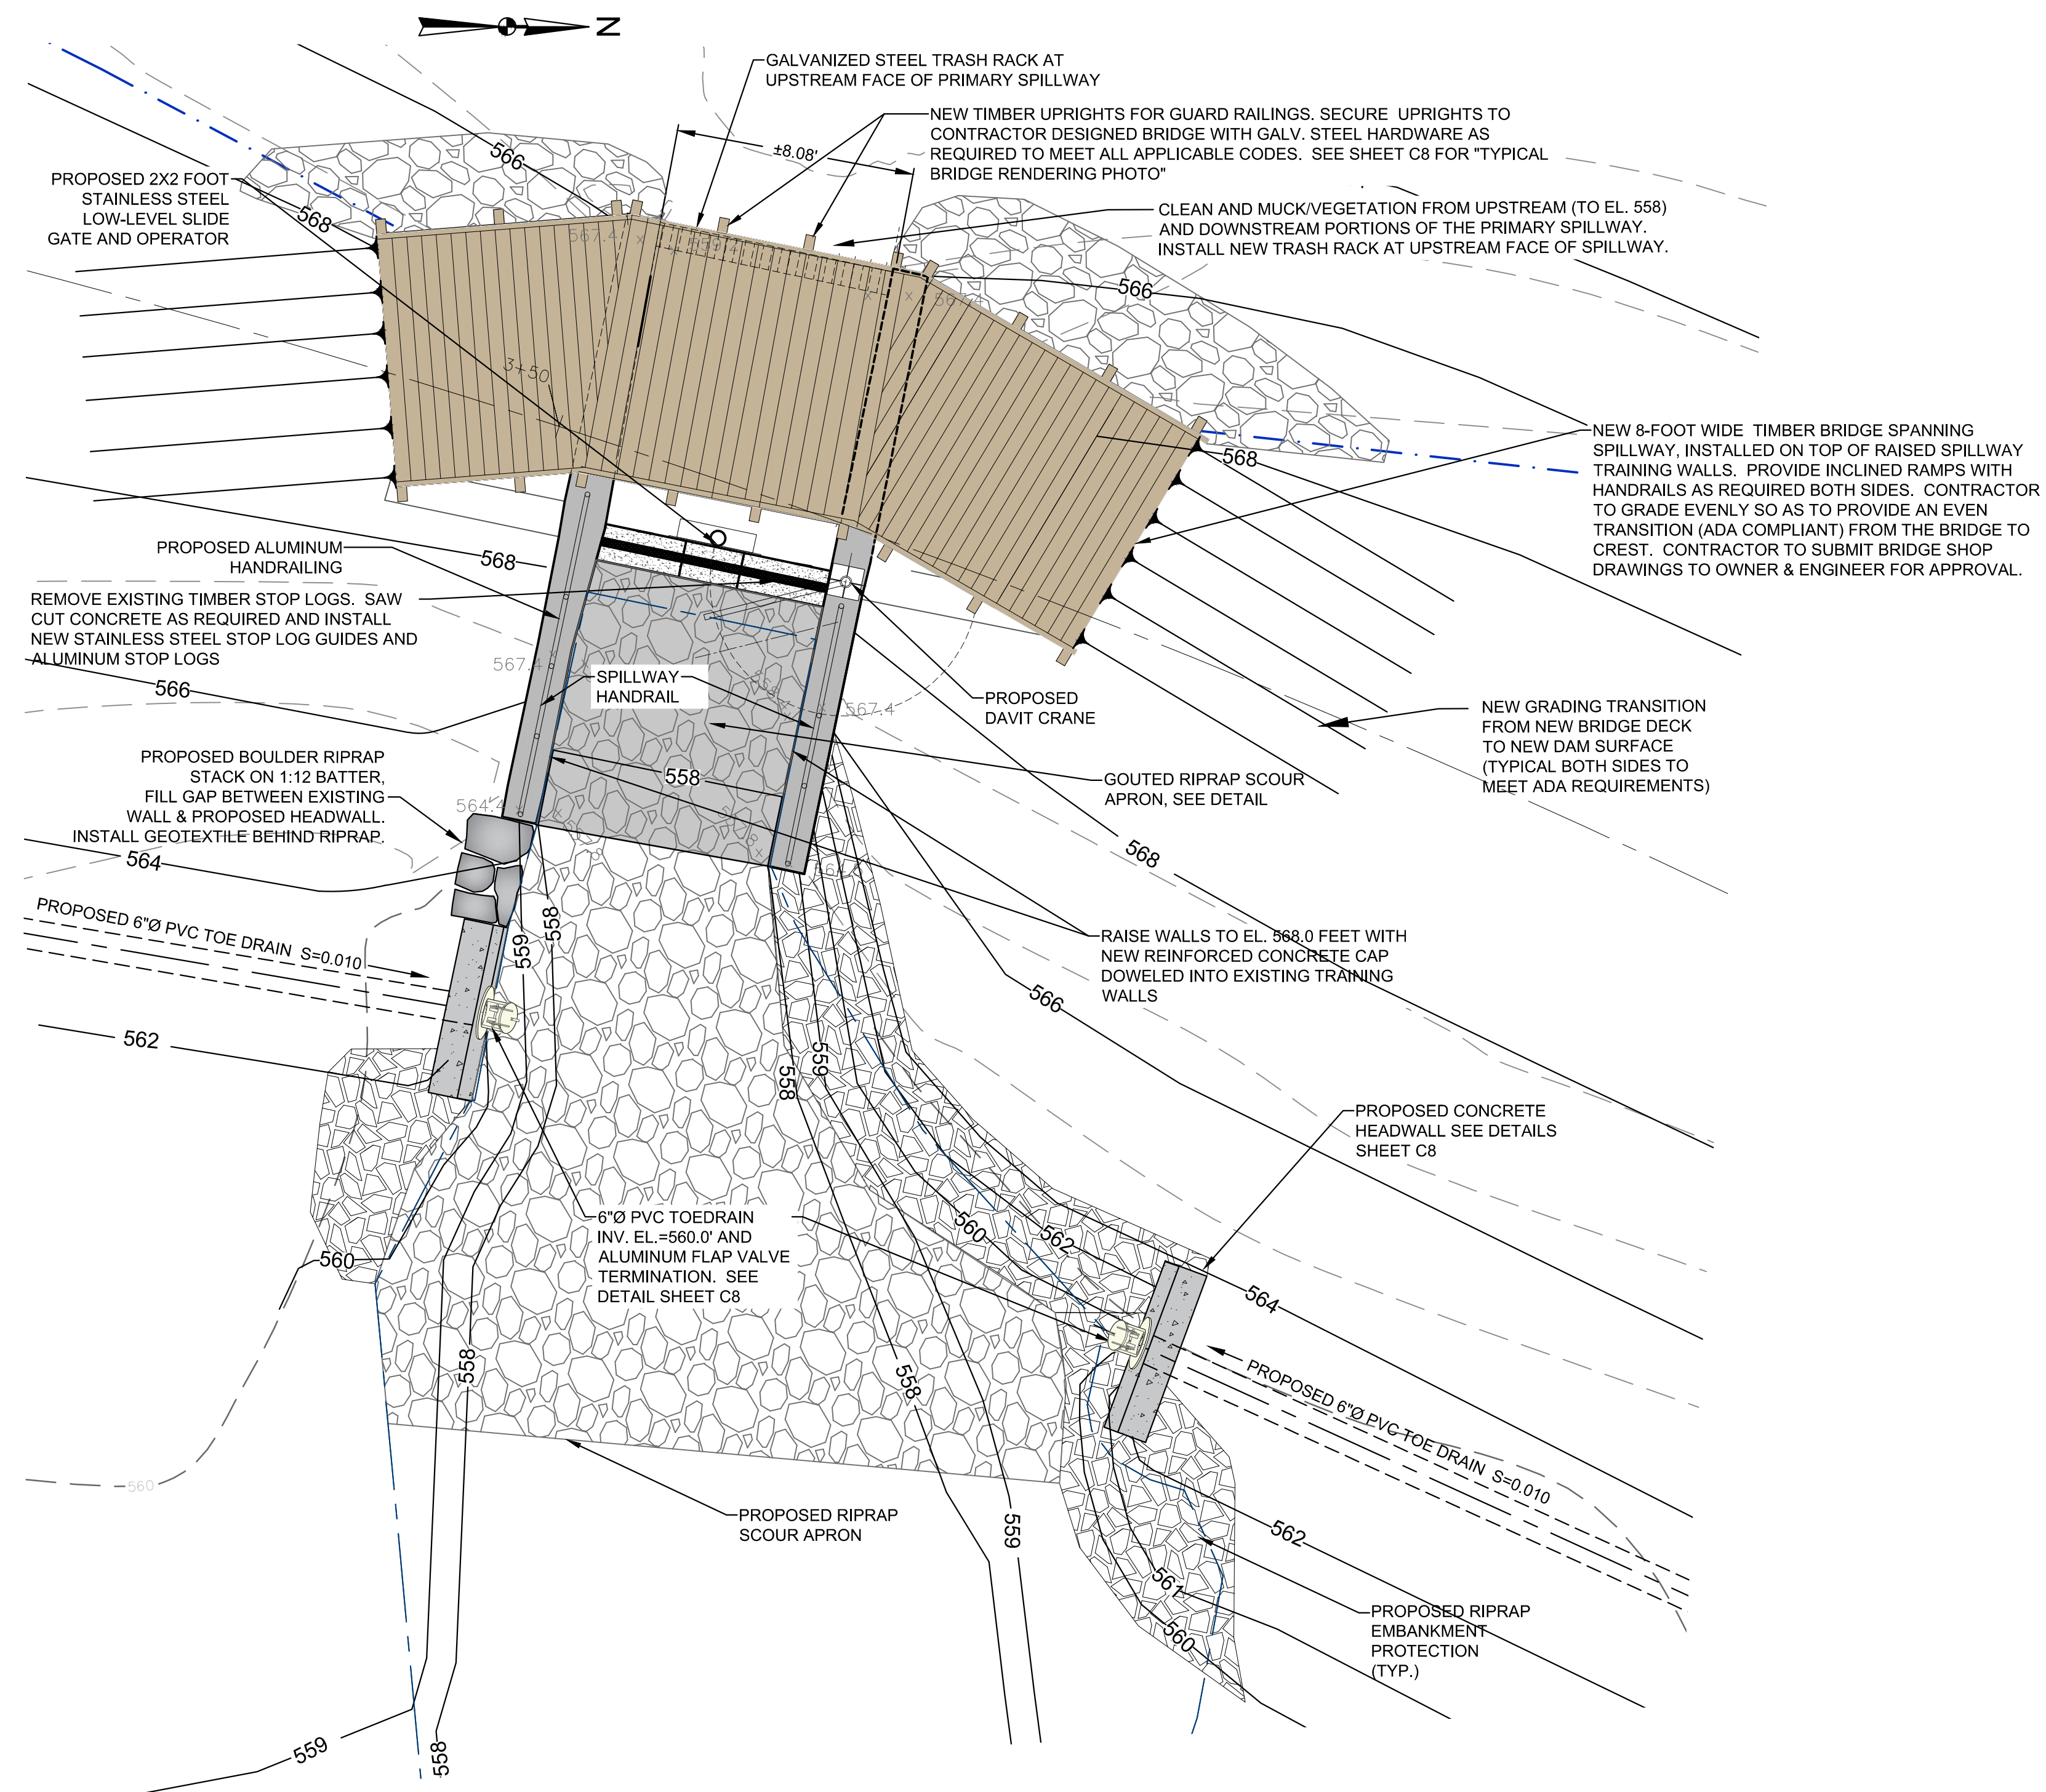 N
GALVANIZED STEEL TRASH RACK AT
UPSTREAM FACE OF PRIMARY SPILLWAY
NEW TIMBER UPRIGHTS FOR GUARD RAILINGS. SECURE UPRIGHTS TO
CONTRACTOR DESIGNED BRIDGE WITH GALV. STEEL HARDWARE AS
REQUIRED TO MEET ALL APPLICABLE CODES. SEE SHEET C8 FOR "TYPICAL
BRIDGE RENDERING PHOTO"
±8.08'
566
PROPOSED 2X2 FOOT
STAINLESS STEEL
LOW-LEVEL SLIDE
GATE AND OPERATOR
568
CLEAN AND MUCK/VEGETATION FROM UPSTREAM (TO EL. 558)
AND DOWNSTREAM PORTIONS OF THE PRIMARY SPILLWAY.
INSTALL NEW TRASH RACK AT UPSTREAM FACE OF SPILLWAY.
567.4
566
567.4
3+50
NEW 8-FOOT WIDE TIMBER BRIDGE SPANNING
SPILLWAY, INSTALLED ON TOP OF RAISED SPILLWAY
TRAINING WALLS. PROVIDE INCLINED RAMPS WITH
HANDRAILS AS REQUIRED BOTH SIDES. CONTRACTOR
TO GRADE EVENLY SO AS TO PROVIDE AN EVEN
TRANSITION (ADA COMPLIANT) FROM THE BRIDGE TO
CREST. CONTRACTOR TO SUBMIT BRIDGE SHOP
DRAWINGS TO OWNER & ENGINEER FOR APPROVAL.
568
PROPOSED ALUMINUM
HANDRAILING
568
REMOVE EXISTING TIMBER STOP LOGS. SAW
CUT CONCRETE AS REQUIRED AND INSTALL
NEW STAINLESS STEEL STOP LOG GUIDES AND
ALUMINUM STOP LOGS
567.4
566
SPILLWAY
HANDRAIL
567.4
PROPOSED
DAVIT CRANE
NEW GRADING TRANSITION
FROM NEW BRIDGE DECK
TO NEW DAM SURFACE
(TYPICAL BOTH SIDES TO
MEET ADA REQUIREMENTS)
PROPOSED BOULDER RIPRAP
STACK ON 1:12 BATTER,
FILL GAP BETWEEN EXISTING
WALL & PROPOSED HEADWALL.
INSTALL GEOTEXTILE BEHIND RIPRAP.
558
GOUTED RIPRAP SCOUR
APRON, SEE DETAIL
564.4
564
568
PROPOSED 6"Ø PVC TOE DRAIN S=0.010
559
558
RAISE WALLS TO EL. 568.0 FEET WITH
NEW REINFORCED CONCRETE CAP
DOWELED INTO EXISTING TRAINING
WALLS
566
562
558
559
PROPOSED CONCRETE
HEADWALL SEE DETAILS
SHEET C8
6"Ø PVC TOEDRAIN
INV. EL.=560.0' AND
ALUMINUM FLAP VALVE
TERMINATION. SEE
DETAIL SHEET C8
560
560
562
564
558
558
PROPOSED 6"Ø PVC TOE DRAIN S=0.010
560
PROPOSED RIPRAP
SCOUR APRON
559
562
561
560
PROPOSED RIPRAP
EMBANKMENT
PROTECTION
(TYP.)
559
558